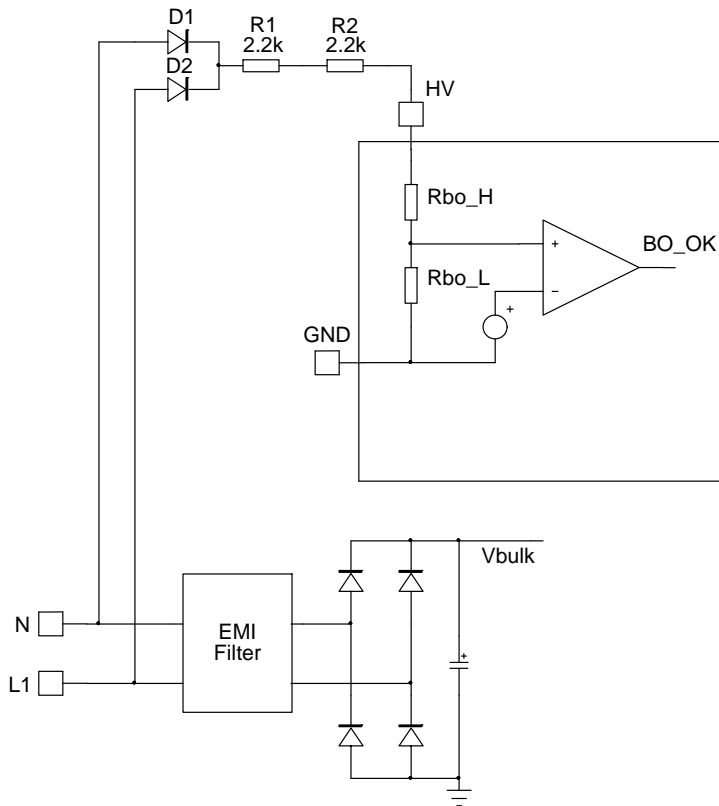 D1
R1
R2
2.2k
2.2k
D2
HV
Rbo_H
+
BO_OK
Rbo_L
−
+
GND
Vbulk
N
EMI
Filter
L1
+